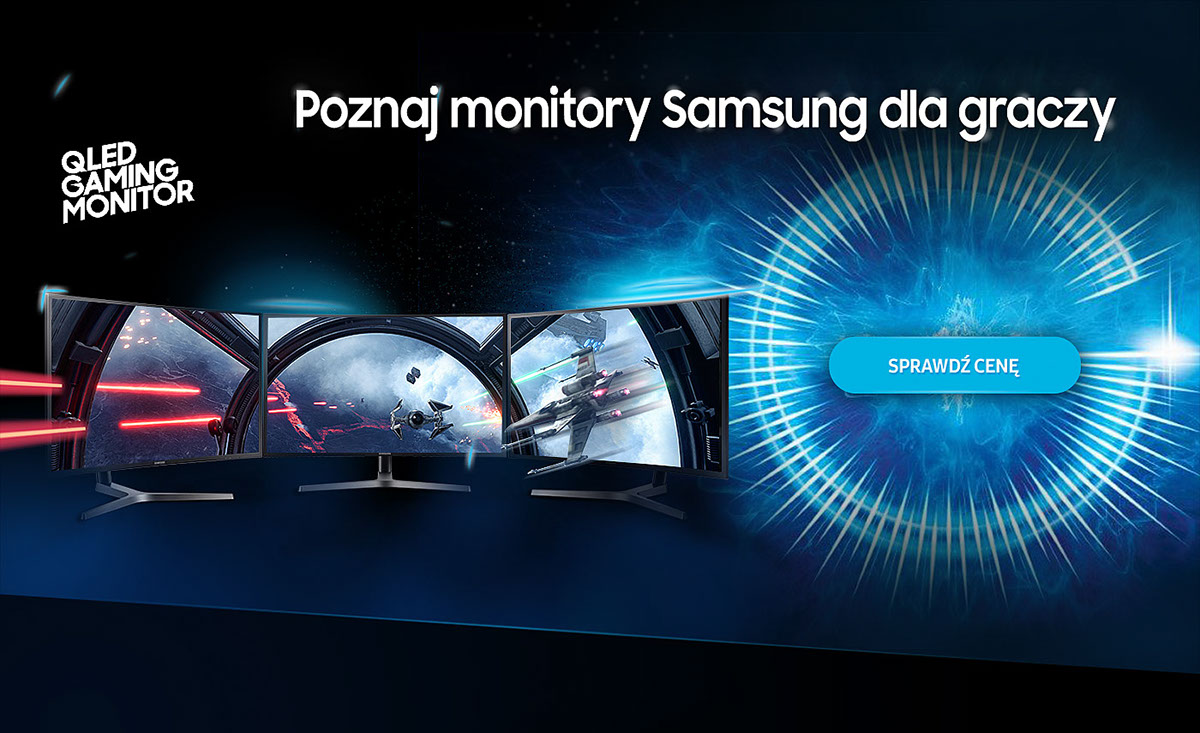 Poznaj monitory Samsung dla graczy
QLED
GAMING
MONITOR
SPRAWDŹ CENĘ